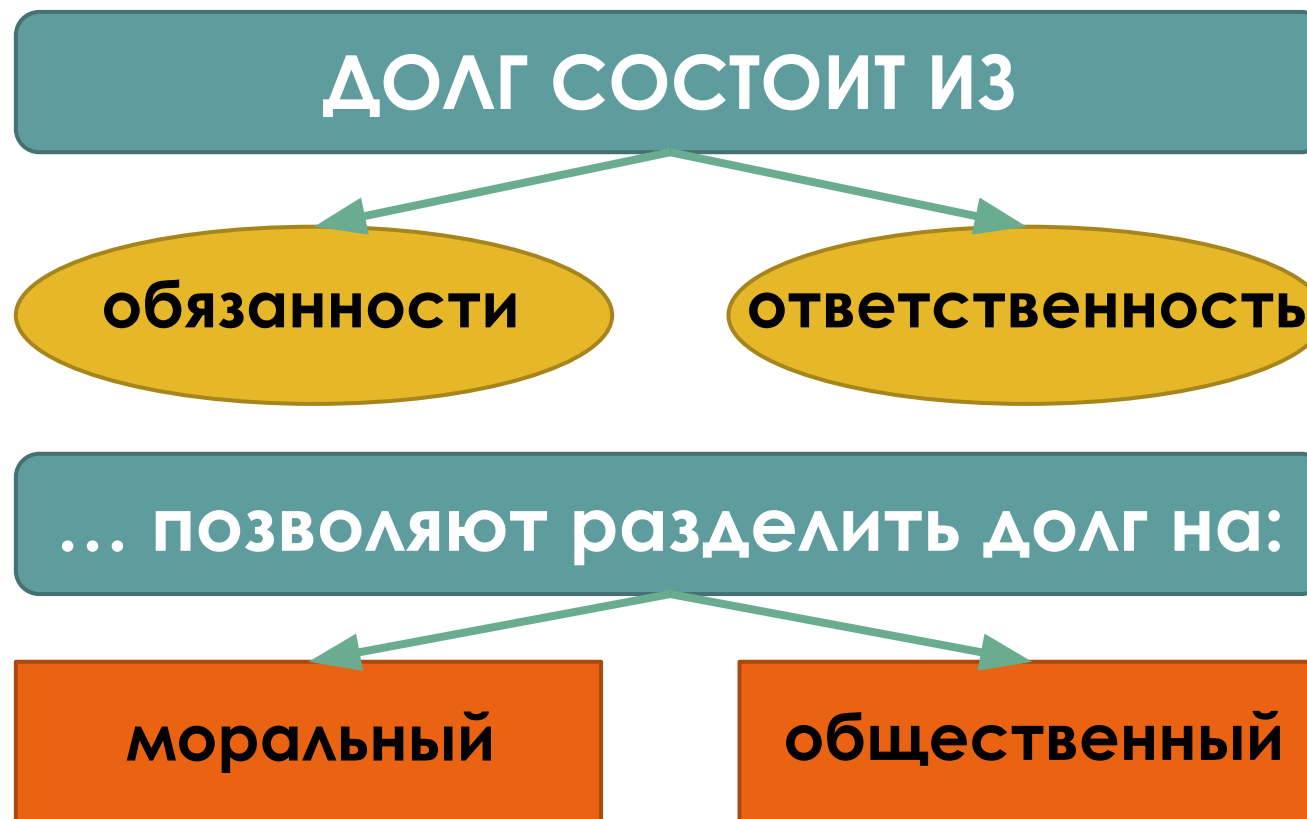 ДОЛГ СОСТОИТ ИЗ
обязанности
ответственность
... позволяют разделить долг на:
моральный
общественный